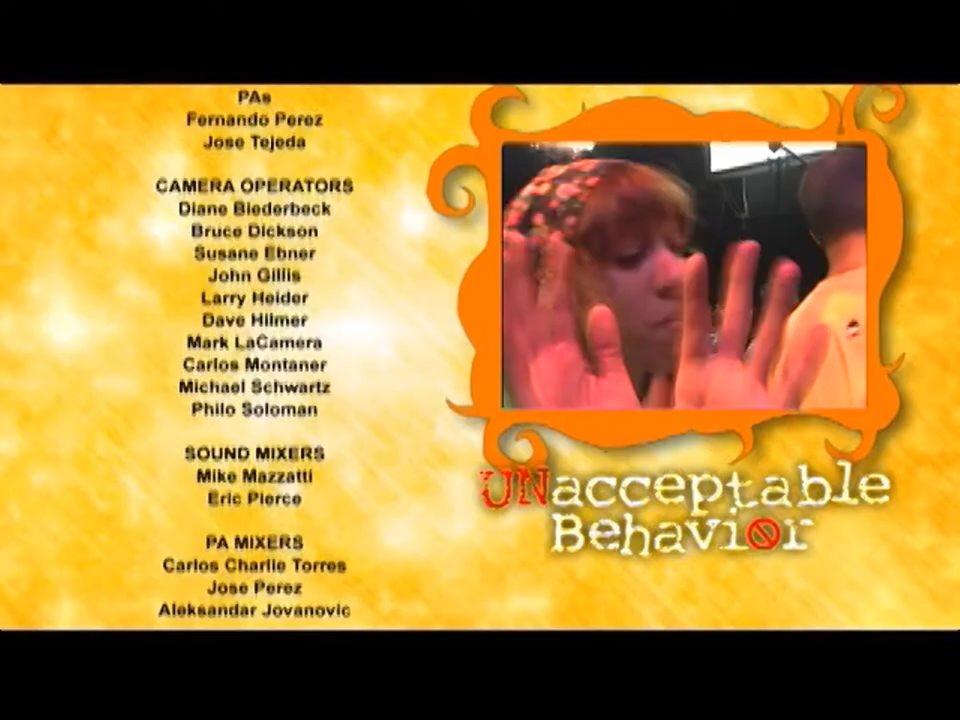 PAs
Fernando Perez
Jose Tejeda
CAMERA OPERATORS
Diane Biederbeck
Bruce Dickson
Susane Ebner
John Gillis
Larry Heider
Dave Hilmer
Mark LaCamera
Carlos Montaner
Michael Schwartz
Philo Soloman
SOUND MIXERS
Mike Mazzatti
Eric Pierce
PA MIXERS
Carlos Charlie Torres
Jose Perez
Aleksandar Jovanovic
UNacceptable
Behavior